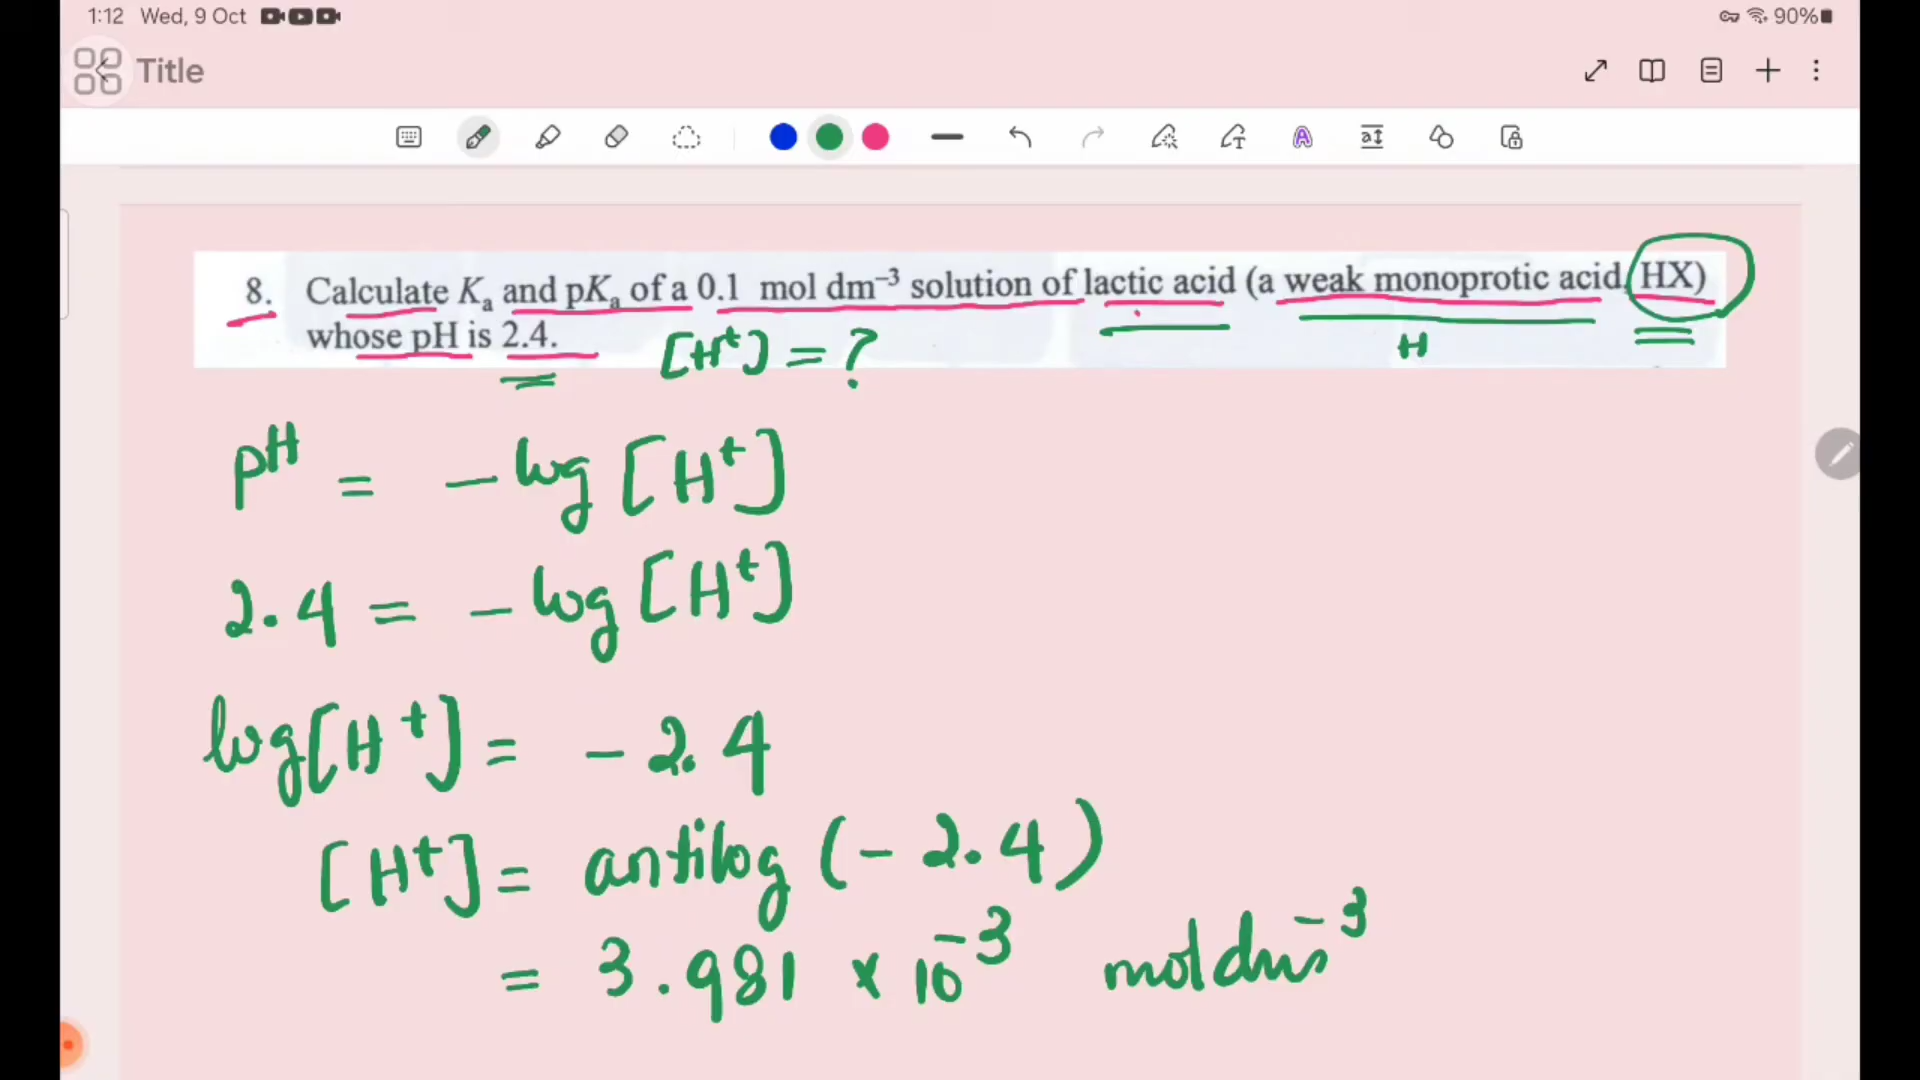 1:12 Wed, 9 Oct 90%
Title
8. Calculate Kₐ and pKₐ of a 0.1 mol dm⁻³ solution of lactic acid (a weak monoprotic acid, HX)
whose pH is 2.4. [H⁺] = ? H
pH = - log [H⁺]
2.4 = - log [H⁺]
log [H⁺] = - 2.4
[H⁺] = antilog (- 2.4)
= 3.981 × 10⁻³ mol dm⁻³